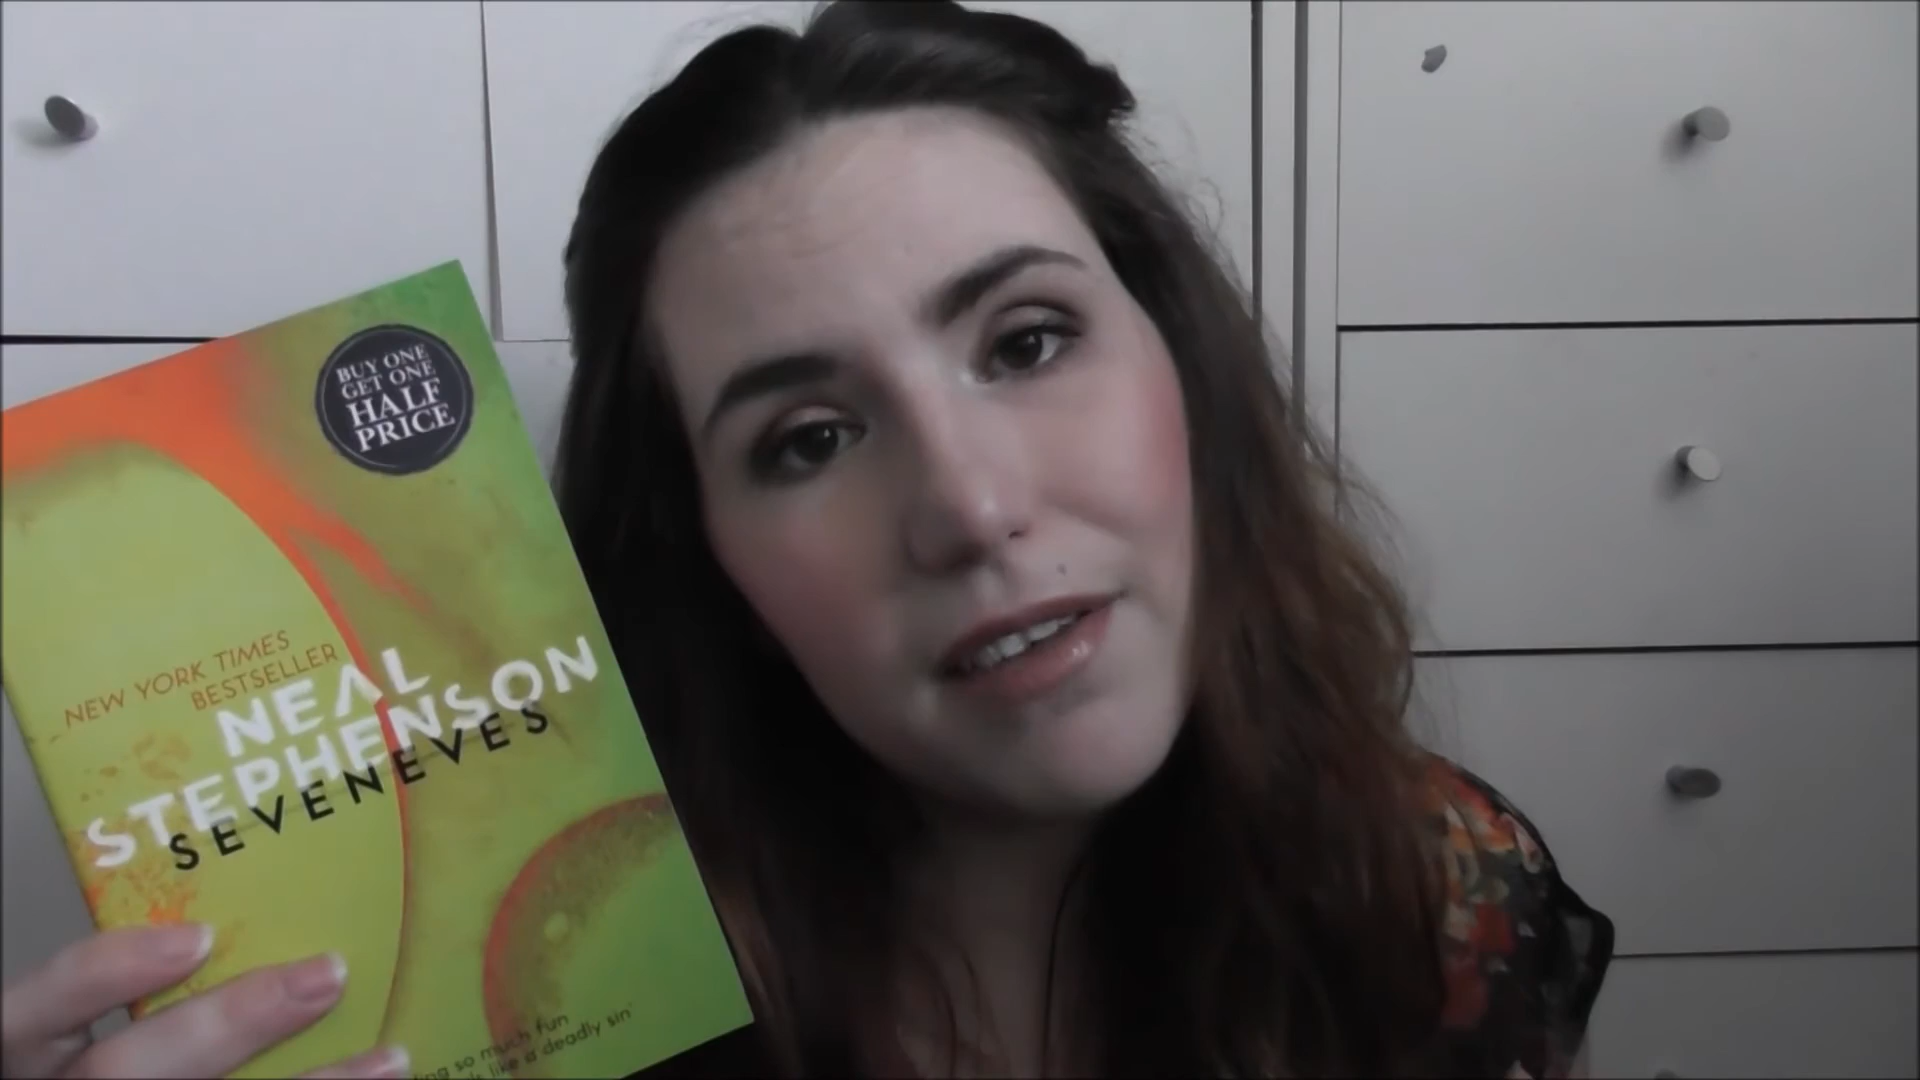 BUY ONE
GET ONE
HALF
PRICE
NEW YORK TIMES
BESTSELLER
NEAL
STEPHENSON
SEVENEVES
so much fun
like a deadly sin'